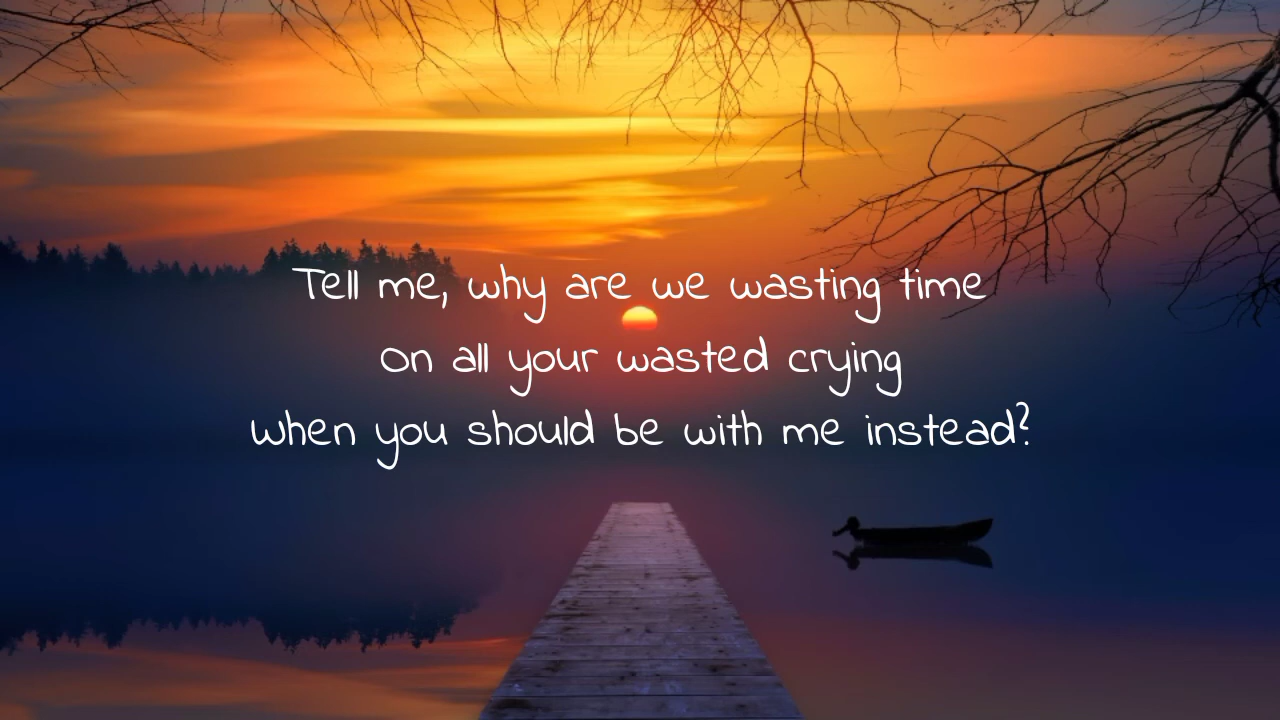 Tell me, why are we wasting time
on all your wasted crying
when you should be with me instead?